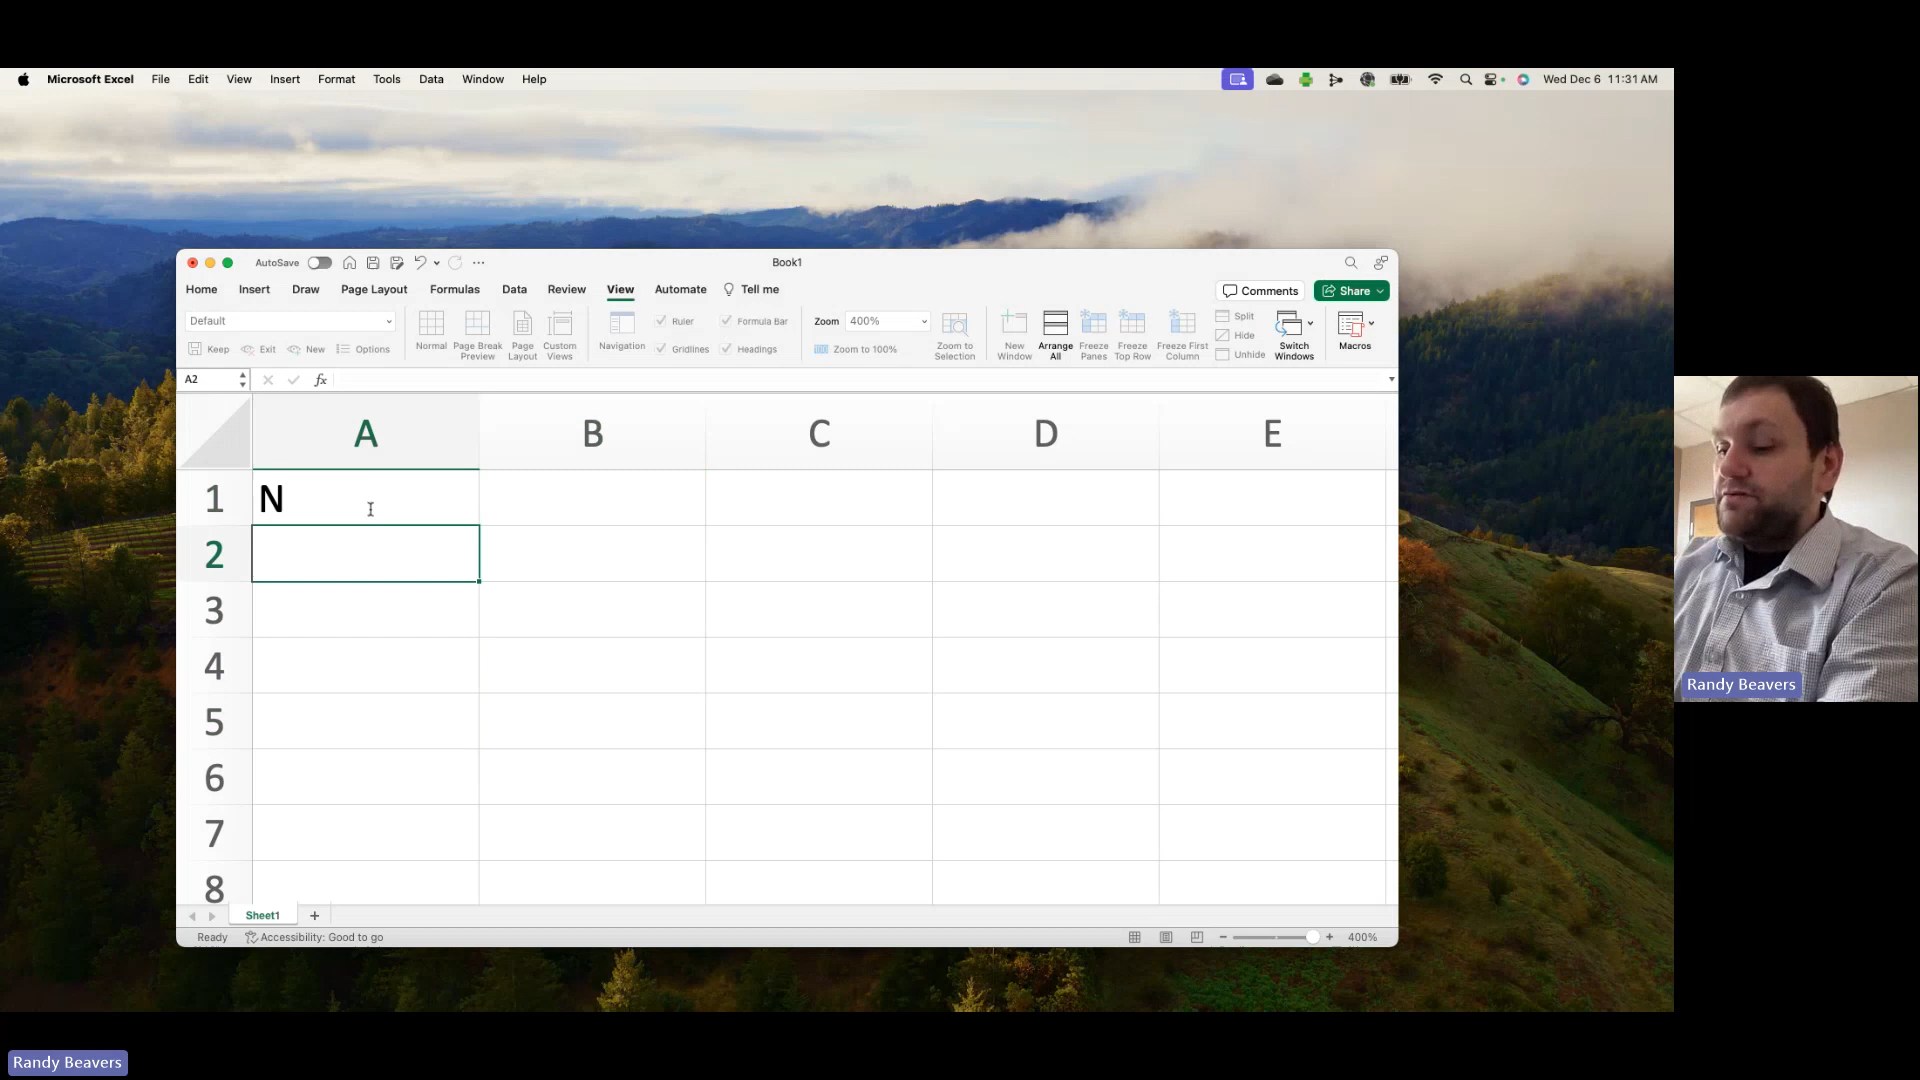 Microsoft Excel File Edit View Insert Format Tools Data Window Help Wed Dec 6 11:31 AM
AutoSave Book1
Home Insert Draw Page Layout Formulas Data Review View Automate Tell me Comments Share
Default Ruler Formula Bar Zoom 400% Split
Keep Exit New Options Gridlines Headings Zoom to 100% Hide
Unhide
Normal
Page Break Preview
Page Layout
Custom Views
Navigation
Zoom to Selection
New Window
Arrange All
Freeze Panes
Freeze Top Row
Freeze First Column
Switch Windows
Macros
A2 fx
A B C D E
1 N
2
3
4
5
6
7
8
Sheet1 +
Ready Accessibility: Good to go 400%
Randy Beavers
Randy Beavers